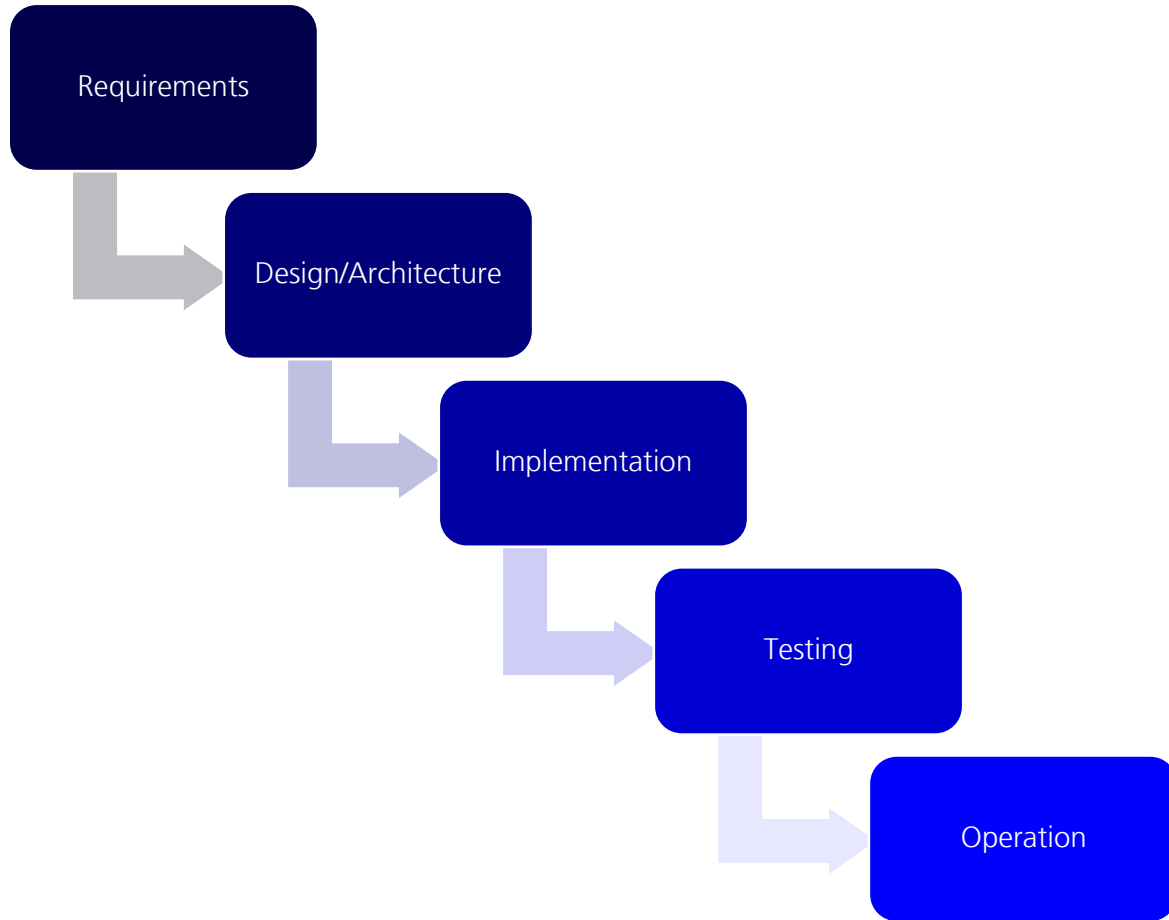 Requirements
Design/Architecture
Implementation
Testing
Operation